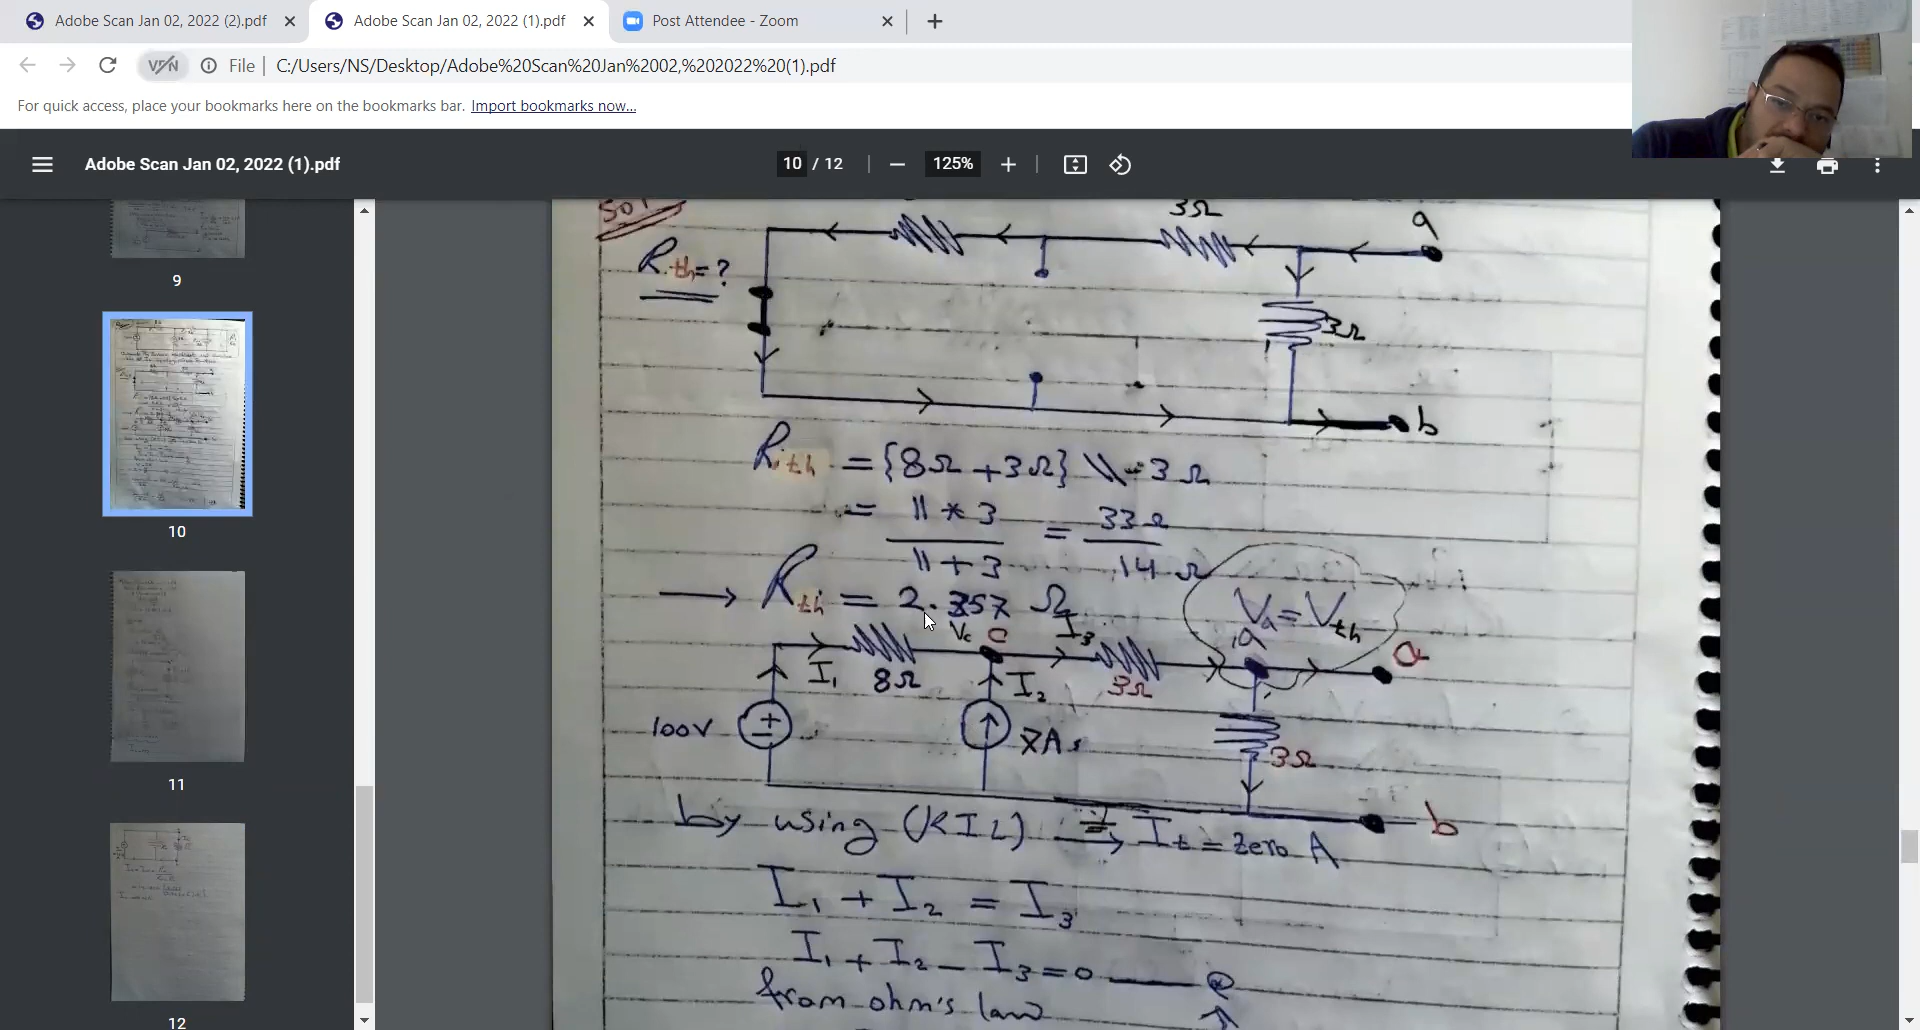 Adobe Scan Jan 02, 2022 (2).pdf
Adobe Scan Jan 02, 2022 (1).pdf
Post Attendee - Zoom
VPN
File
C:/Users/NS/Desktop/Adobe%20Scan%20Jan%2002,%202022%20(1).pdf
For quick access, place your bookmarks here on the bookmarks bar. Import bookmarks now...
Adobe Scan Jan 02, 2022 (1).pdf
10 / 12
125%
9
10
11
12
Sol
3Ω
a
Rth = ?
3Ω
b
Rth = {8Ω + 3Ω} \\ 3Ω
= 11 * 3 / 11 + 3 = 33Ω / 14Ω
Rth = 2.357 Ω
Va = Vth
Vc
c
I3
a
a
I1
8Ω
I2
3Ω
100V
+
-
7A
3Ω
b
by using (KIL) It = zero A
I1 + I2 = I3
I1 + I2 - I3 = 0
from ohm's law